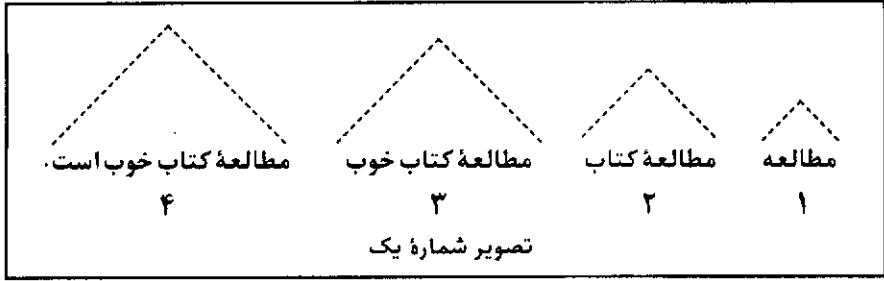 مطالعه مطالعهٔ کتاب مطالعهٔ کتاب خوب مطالعهٔ کتاب خوب است.
۱ ۲ ۳ ۴
تصویر شمارهٔ یک